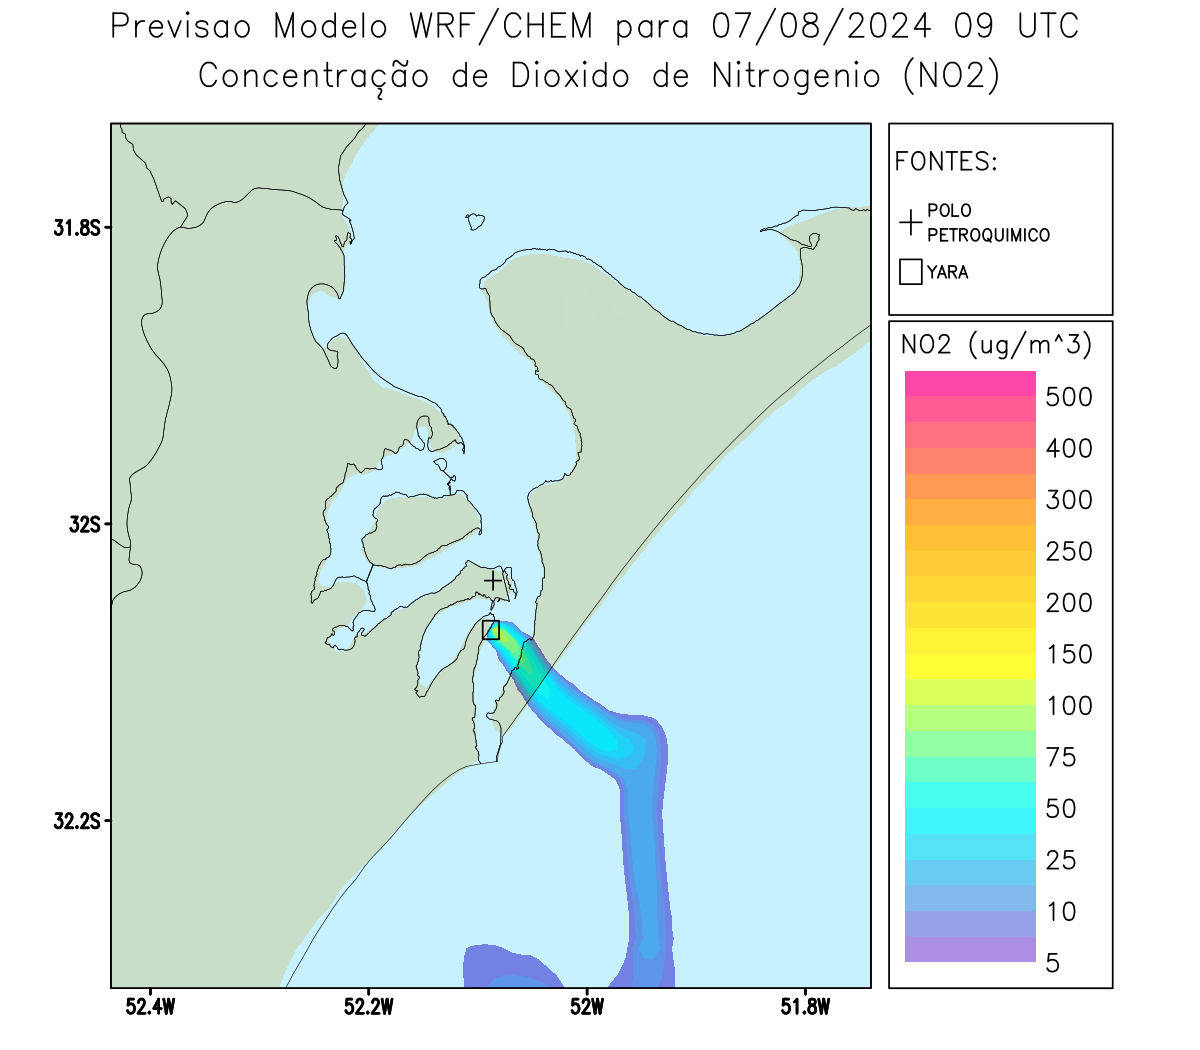 Previsao Modelo WRF/CHEM para 07/08/2024 09 UTC
Concentração de Dioxido de Nitrogenio (NO2)
FONTES:
POLO
PETROQUIMICO
YARA
NO2 (ug/m^3)
500
400
300
250
200
150
100
75
50
25
10
5
31.8S
32S
32.2S
52.4W
52.2W
52W
51.8W